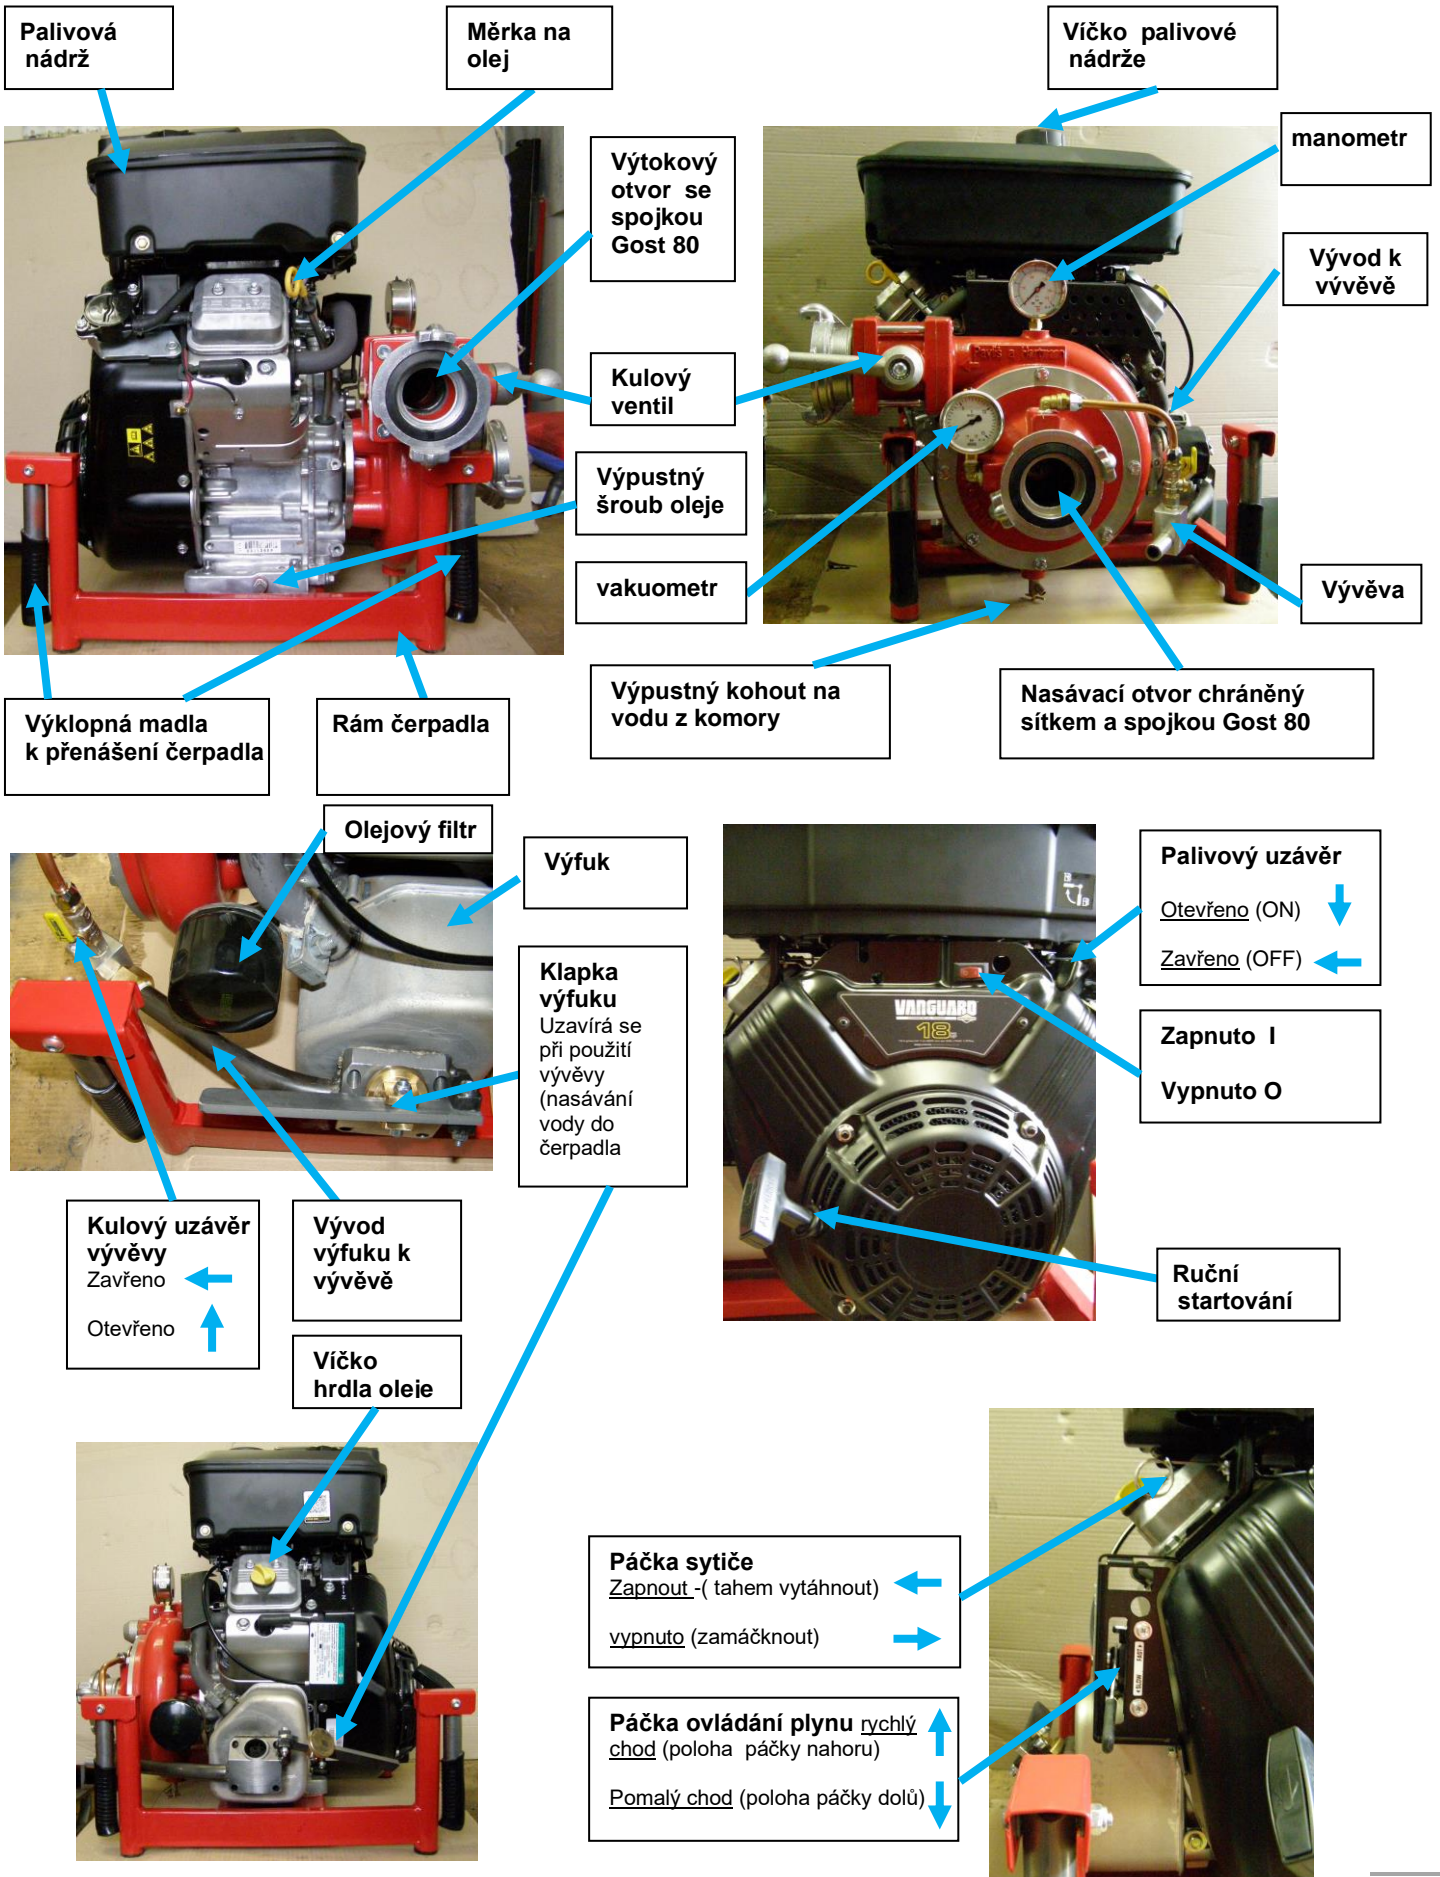 Palivová
nádrž
Měrka na
olej
Víčko palivové
nádrže
manometr
Výtokový
otvor se
spojkou
Gost 80
Vývod k
vývěvě
Kulový
ventil
Výpustný
šroub oleje
vakuometr
Vývěva
Výklopná madla
k přenášení čerpadla
Rám čerpadla
Výpustný kohout na
vodu z komory
Nasávací otvor chráněný
sítkem a spojkou Gost 80
Olejový filtr
Výfuk
Palivový uzávěr
Otevřeno (ON)
Zavřeno (OFF)
Klapka
výfuku
Uzavírá se
při použití
vývěvy
(nasávání
vody do
čerpadla
VANGUARD
18
Zapnuto I
Vypnuto O
Kulový uzávěr
vývěvy
Zavřeno
Otevřeno
Vývod
výfuku k
vývěvě
Ruční
startování
Víčko
hrdla oleje
Páčka sytiče
Zapnout -( tahem vytáhnout)
vypnuto (zamáčknout)
SLOW FAST
Páčka ovládání plynu rychlý
chod (poloha páčky nahoru)
Pomalý chod (poloha páčky dolů)